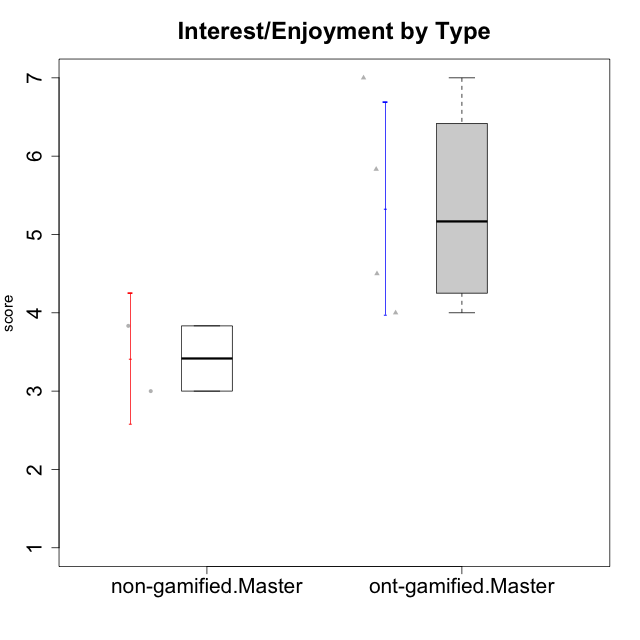 Interest/Enjoyment by Type
7
6
5
4
3
2
1
score
non-gamified.Master
ont-gamified.Master